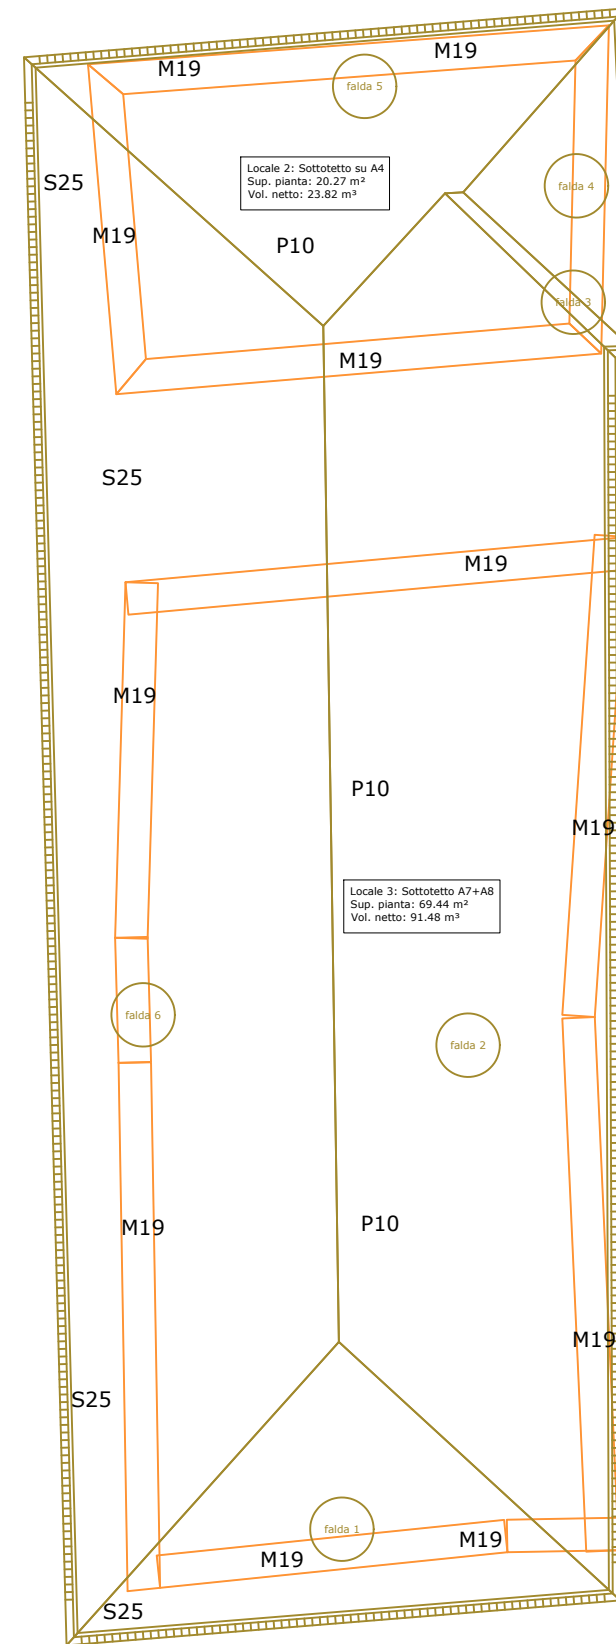 M19
M19
falda 5
Locale 2: Sottotetto su A4
Sup. pianta: 20.27 m²
Vol. netto: 23.82 m³
S25
falda 4
M19
P10
falda 3
M19
S25
M19
M19
P10
M19
Locale 3: Sottotetto A7+A8
Sup. pianta: 69.44 m²
Vol. netto: 91.48 m³
falda 6
falda 2
P10
M19
M19
S25
falda 1
M19
M19
S25